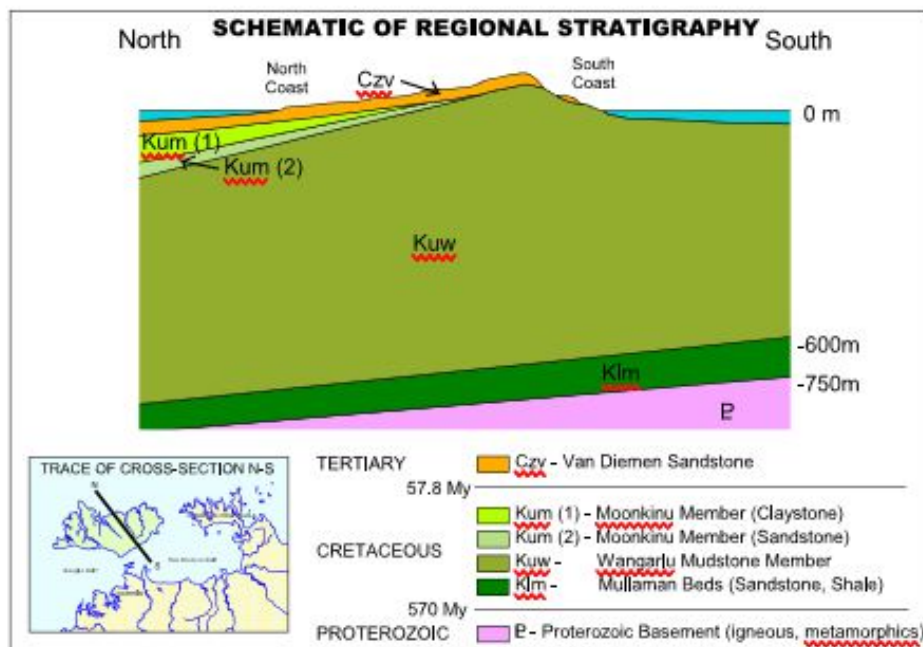 SCHEMATIC OF REGIONAL STRATIGRAPHY
North
South
North
Coast
Czv
South
Coast
0 m
Kum (1)
Kum (2)
Kuw
-600m
Klm
-750m
P
TRACE OF CROSS-SECTION N-S
N
S
TERTIARY
Czv - Van Diemen Sandstone
57.8 My
CRETACEOUS
Kum (1) - Moonkinu Member (Claystone)
Kum (2) - Moonkinu Member (Sandstone)
Kuw - Wangarlu Mudstone Member
Klm - Mullaman Beds (Sandstone, Shale)
570 My
PROTEROZOIC
P - Proterozoic Basement (igneous, metamorphics)